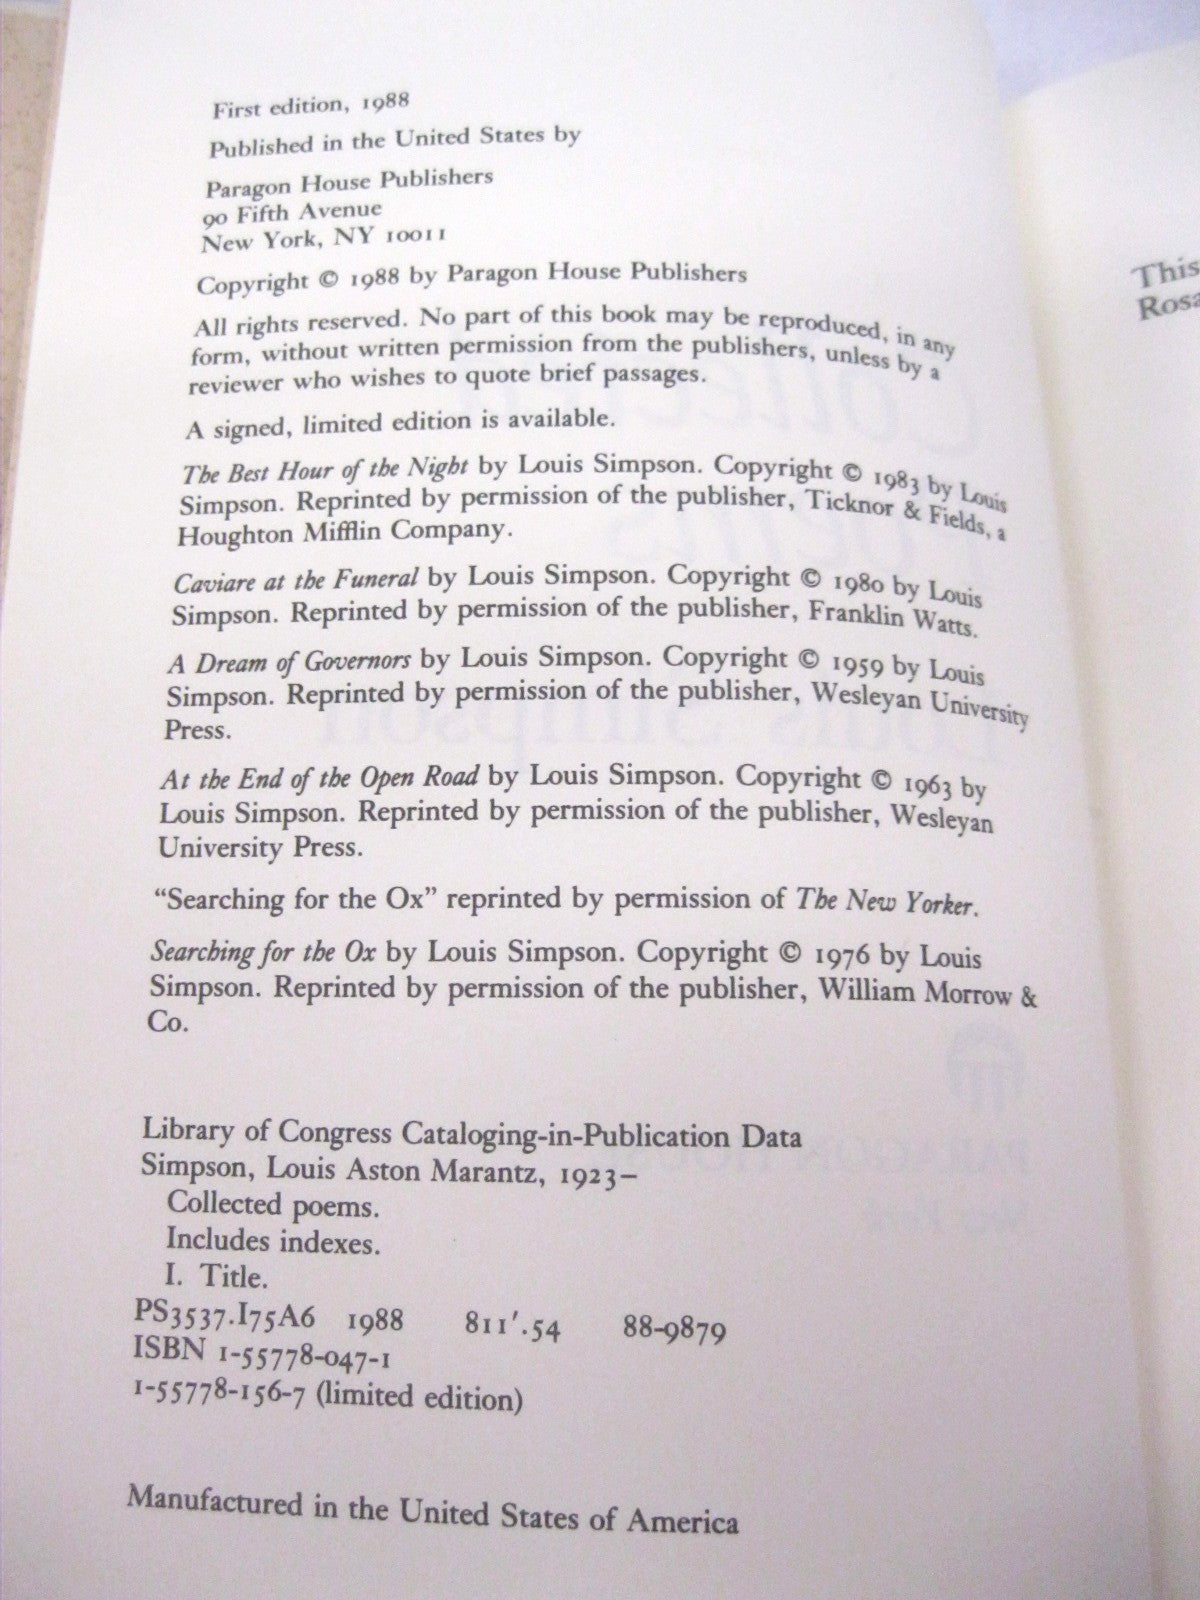 First edition, 1988
Published in the United States by
Paragon House Publishers
90 Fifth Avenue
New York, NY 10011
Copyright © 1988 by Paragon House Publishers
All rights reserved. No part of this book may be reproduced, in any
form, without written permission from the publishers, unless by a
reviewer who wishes to quote brief passages.
A signed, limited edition is available.
The Best Hour of the Night by Louis Simpson. Copyright © 1983 by Louis
Simpson. Reprinted by permission of the publisher, Ticknor & Fields, a
Houghton Mifflin Company.
Caviare at the Funeral by Louis Simpson. Copyright © 1980 by Louis
Simpson. Reprinted by permission of the publisher, Franklin Watts.
A Dream of Governors by Louis Simpson. Copyright © 1959 by Louis
Simpson. Reprinted by permission of the publisher, Wesleyan University
Press.
At the End of the Open Road by Louis Simpson. Copyright © 1963 by
Louis Simpson. Reprinted by permission of the publisher, Wesleyan
University Press.
“Searching for the Ox” reprinted by permission of The New Yorker.
Searching for the Ox by Louis Simpson. Copyright © 1976 by Louis
Simpson. Reprinted by permission of the publisher, William Morrow &
Co.
Library of Congress Cataloging-in-Publication Data
Simpson, Louis Aston Marantz, 1923–
Collected poems.
Includes indexes.
I. Title.
PS3537.I75A6 1988 811'.54 88-9879
ISBN 1-55778-047-1
1-55778-156-7 (limited edition)
Manufactured in the United States of America
This